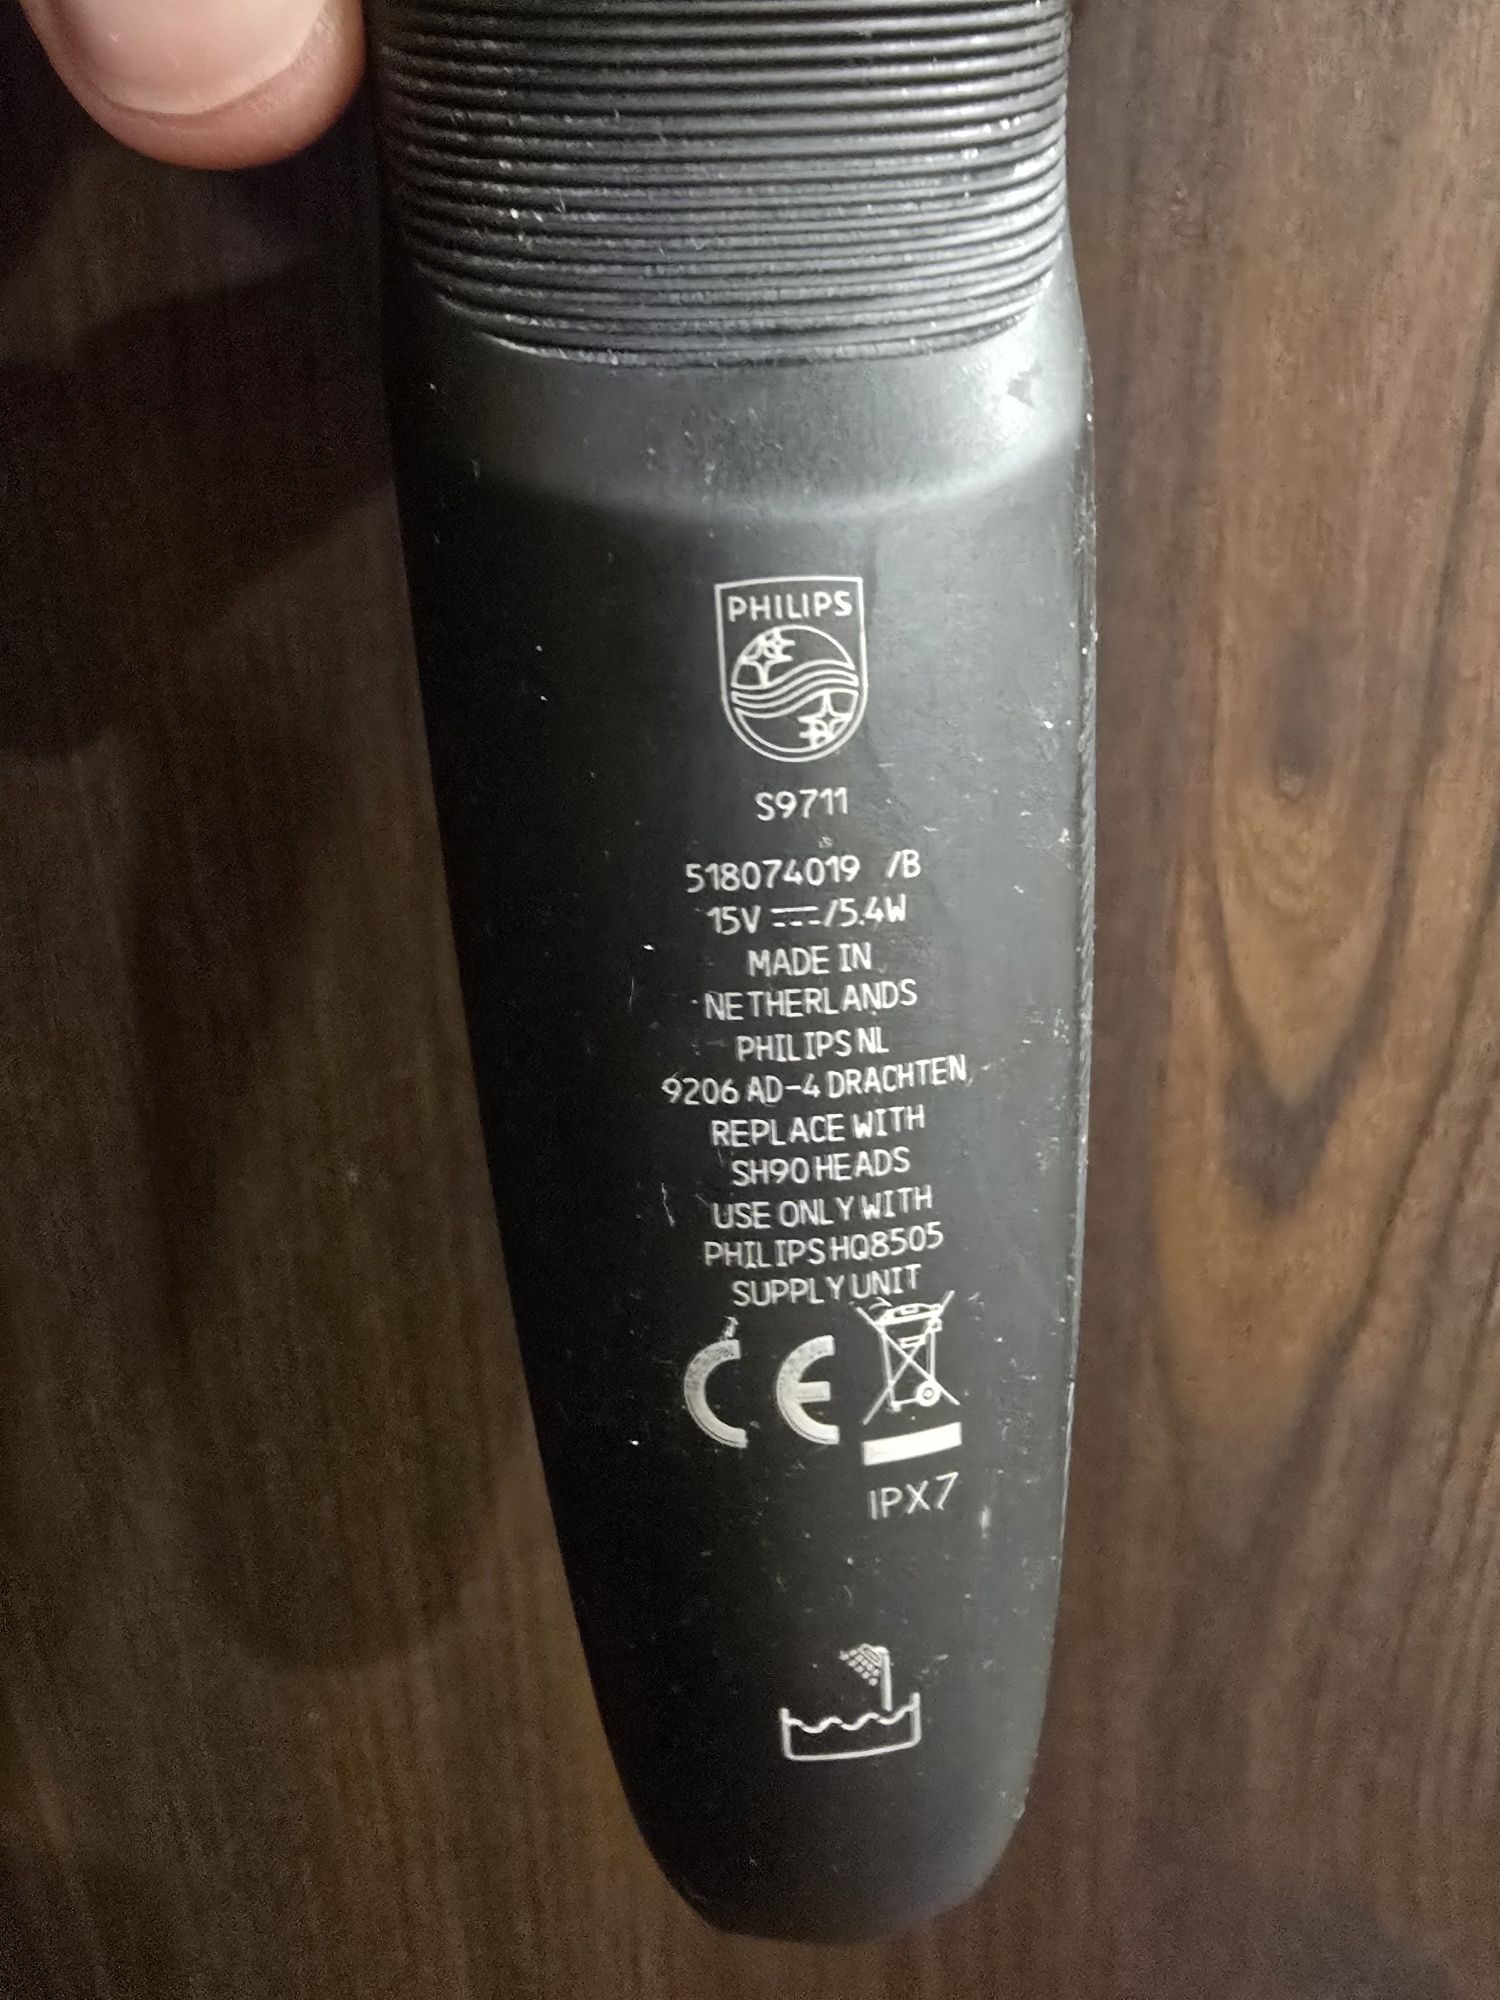 PHILIPS
S9711
518074019 /B
15V ⎓/5.4W
MADE IN
NETHERLANDS
PHILIPS NL
9206 AD-4 DRACHTEN
REPLACE WITH
SH90 HEADS
USE ONLY WITH
PHILIPS HQ8505
SUPPLY UNIT
CE
IPX7